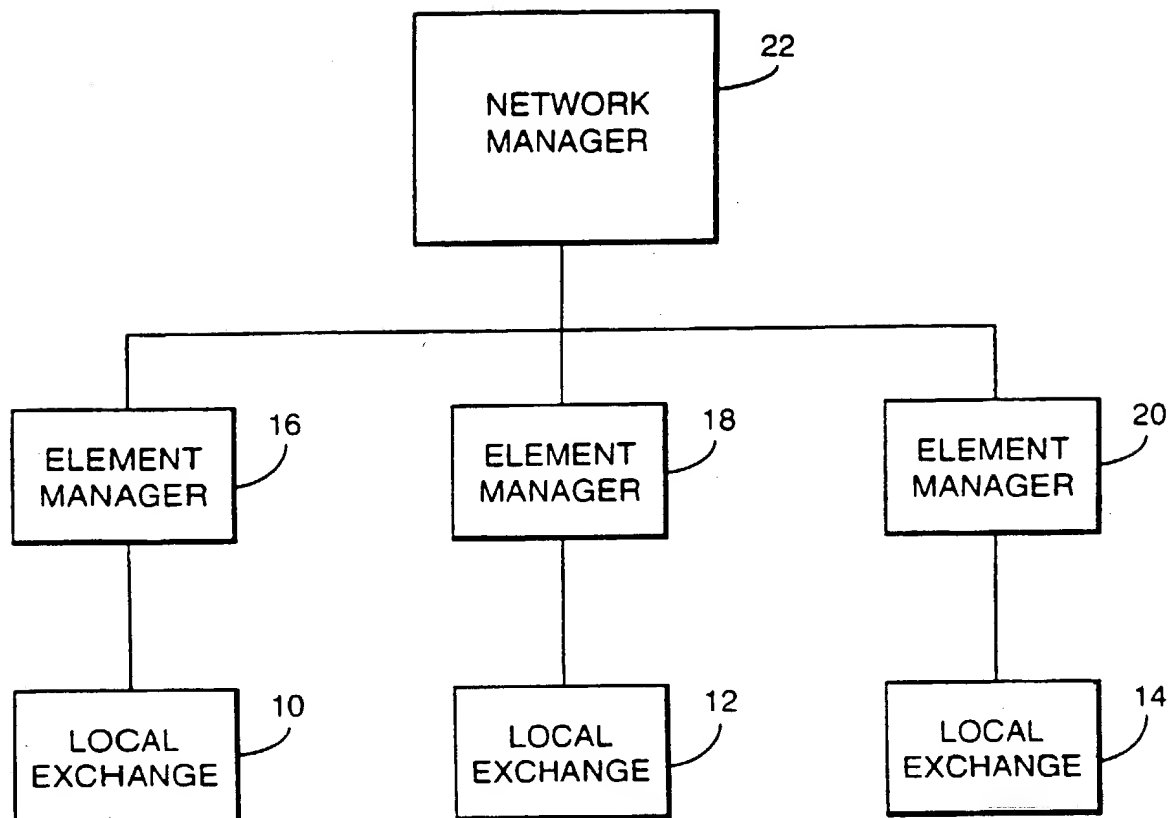 22
NETWORK
MANAGER
16
ELEMENT
MANAGER
18
ELEMENT
MANAGER
20
ELEMENT
MANAGER
10
LOCAL
EXCHANGE
12
LOCAL
EXCHANGE
14
LOCAL
EXCHANGE